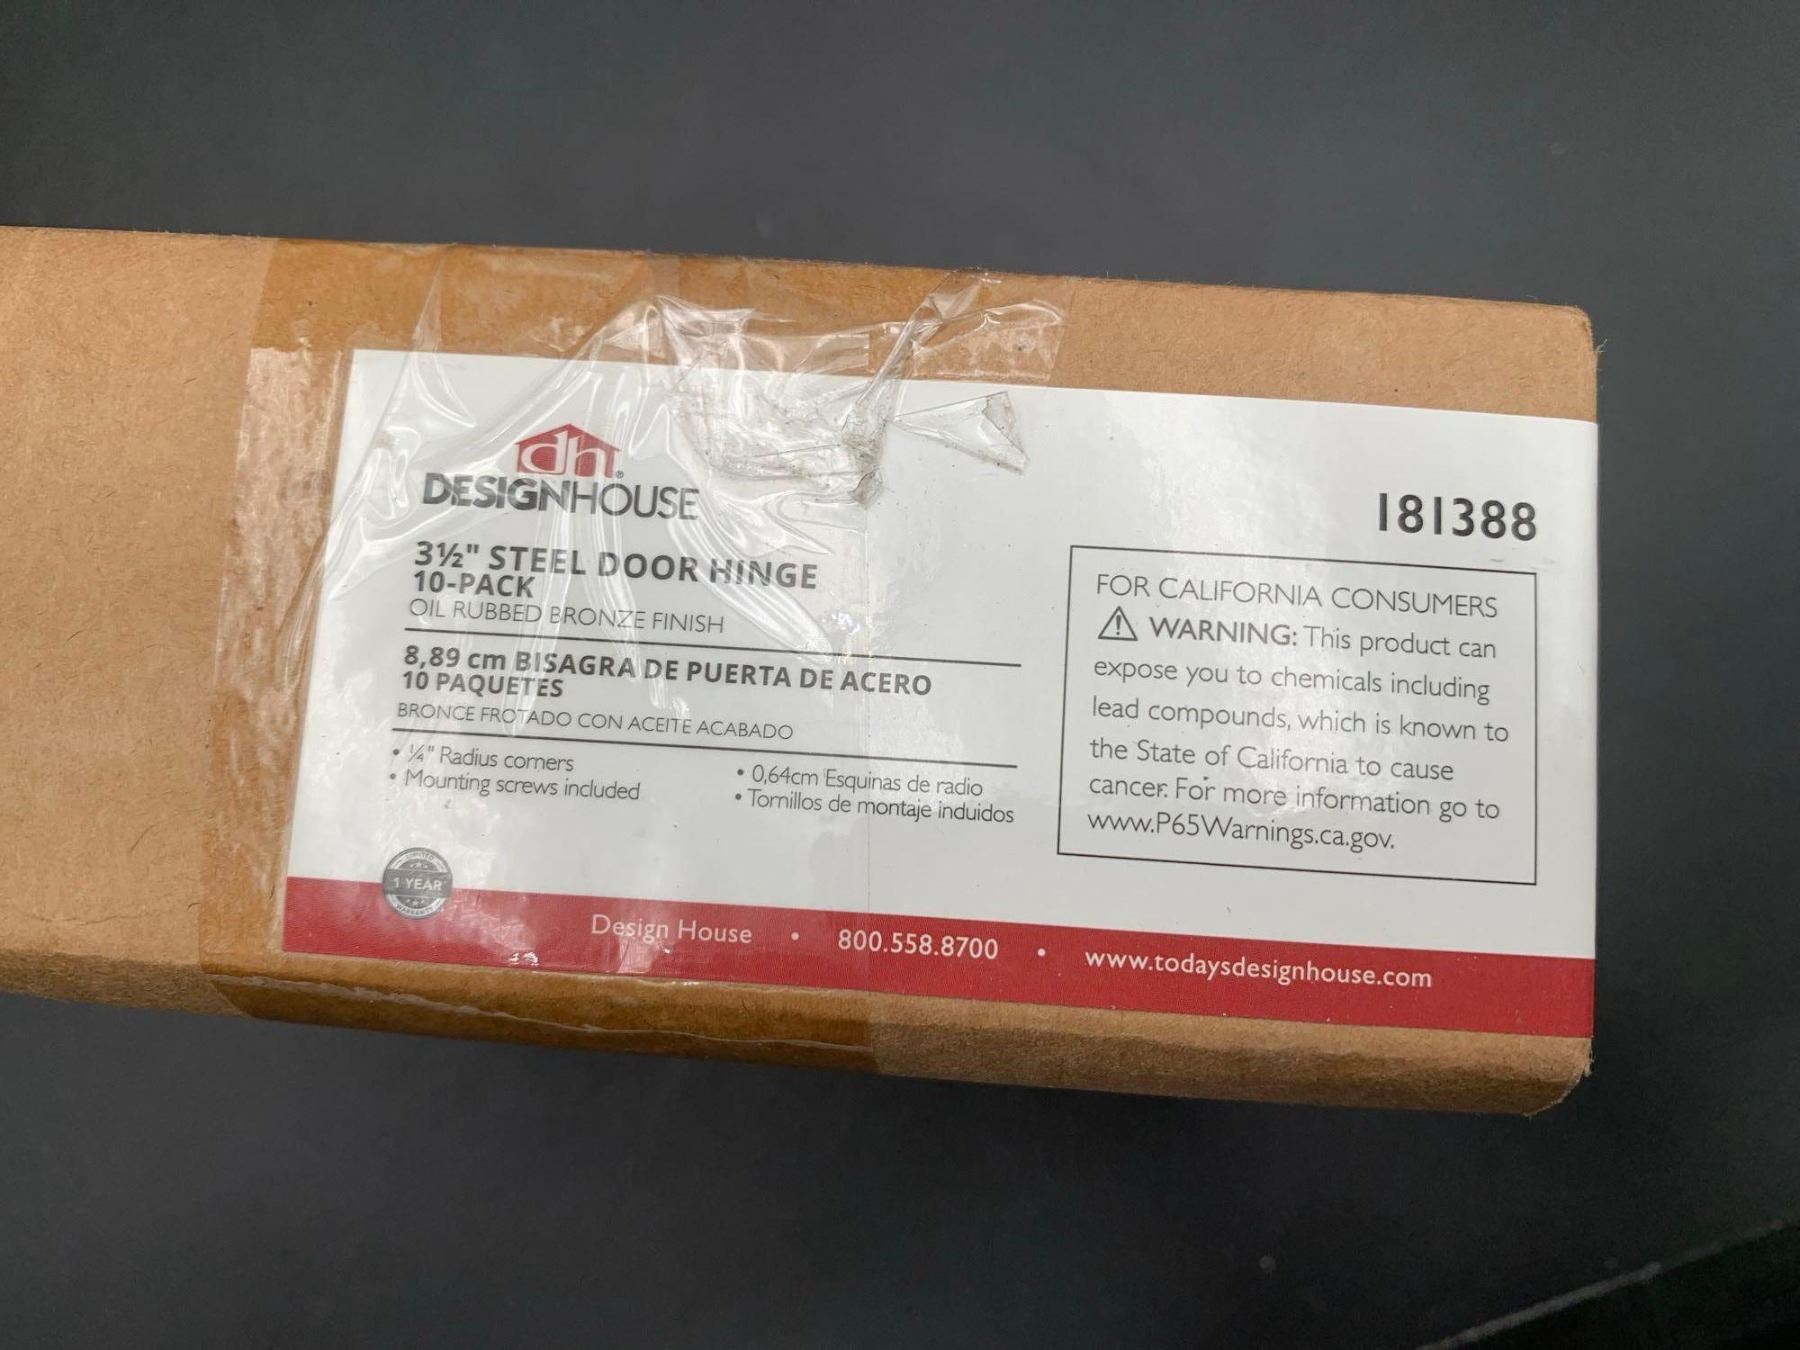 dh®
DESIGNHOUSE
3½" STEEL DOOR HINGE
10-PACK
OIL RUBBED BRONZE FINISH
8,89 cm BISAGRA DE PUERTA DE ACERO
10 PAQUETES
BRONCE FROTADO CON ACEITE ACABADO
• ¼" Radius corners
• Mounting screws included
• 0,64cm Esquinas de radio
• Tornillos de montaje induidos
LIMITED
1 YEAR
WARRANTY
181388
FOR CALIFORNIA CONSUMERS
⚠ WARNING: This product can
expose you to chemicals including
lead compounds, which is known to
the State of California to cause
cancer. For more information go to
www.P65Warnings.ca.gov.
Design House • 800.558.8700 • www.todaysdesignhouse.com